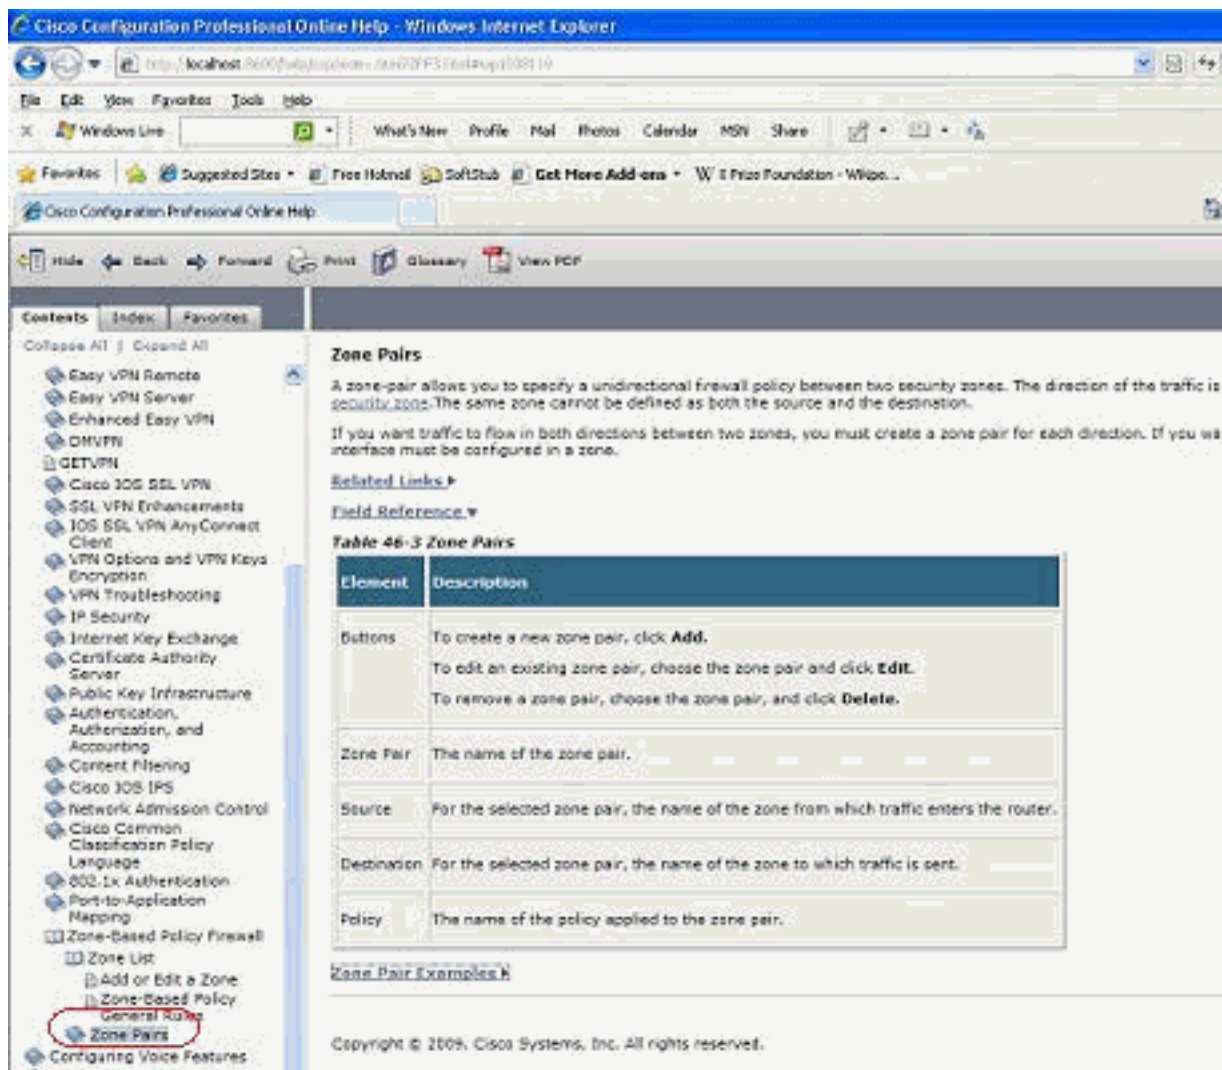 Cisco Configuration Professional Online Help - Windows Internet Explorer
File Edit View Favorites Tools Help
X Windows Live What's New Profile Mail Photos Calendar MSN Share
Favorites Suggested Sites Free Hotmail SoftStub Get More Add-ons W X Prize Foundation - Wikipe...
Cisco Configuration Professional Online Help
Hide Back Forward Print Glossary View PDF
Contents Index Favorites
Collapse All | Expand All
Easy VPN Remote
Easy VPN Server
Enhanced Easy VPN
DMVPN
GETVPN
Cisco IOS SSL VPN
SSL VPN Enhancements
IOS SSL VPN AnyConnect
Client
VPN Options and VPN Keys
Encryption
VPN Troubleshooting
IP Security
Internet Key Exchange
Certificate Authority
Server
Public Key Infrastructure
Authentication,
Authorization, and
Accounting
Content Filtering
Cisco IOS IPS
Network Admission Control
Cisco Common
Classification Policy
Language
802.1x Authentication
Port-to-Application
Mapping
Zone-Based Policy Firewall
Zone List
Add or Edit a Zone
Zone-Based Policy
General Rules
Zone Pairs
Configuring Voice Features
Zone Pairs
A zone-pair allows you to specify a unidirectional firewall policy between two security zones. The direction of the traffic is
security zone.The same zone cannot be defined as both the source and the destination.
If you want traffic to flow in both directions between two zones, you must create a zone pair for each direction. If you wa
interface must be configured in a zone.
Related Links
Field Reference
Table 46-3 Zone Pairs
Element Description
Buttons To create a new zone pair, click Add.
To edit an existing zone pair, choose the zone pair and click Edit.
To remove a zone pair, choose the zone pair, and click Delete.
Zone Pair The name of the zone pair.
Source For the selected zone pair, the name of the zone from which traffic enters the router.
Destination For the selected zone pair, the name of the zone to which traffic is sent.
Policy The name of the policy applied to the zone pair.
Zone Pair Examples
Copyright © 2009, Cisco Systems, Inc. All rights reserved.